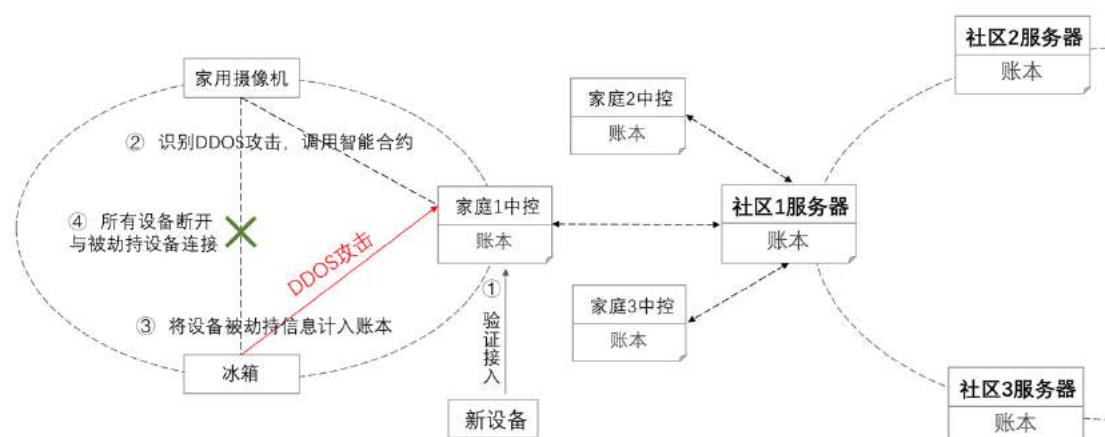 社区2服务器
账本
家用摄像机
家庭2中控
账本
② 识别DDOS攻击，调用智能合约
家庭1中控
账本
社区1服务器
账本
④ 所有设备断开
与被劫持设备连接
DDOS攻击
①
验证接入
家庭3中控
账本
③ 将设备被劫持信息计入账本
冰箱
新设备
社区3服务器
账本